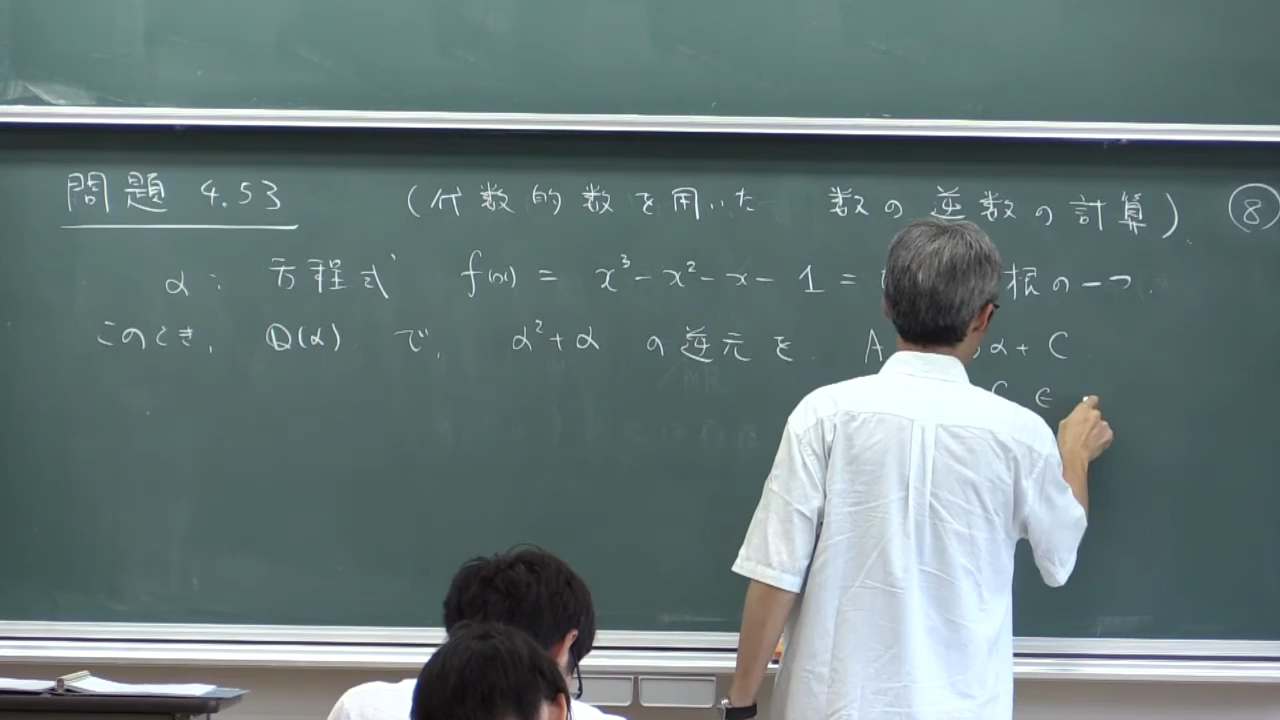 問題 4.53 (代数的数を用いた 数の逆数の計算) ⑧
α: 方程式 f(x) = x³ - x² - x - 1 = 根の一つ.
このとき, Q(α) で, α² + α の逆元を A α + C
C ∈